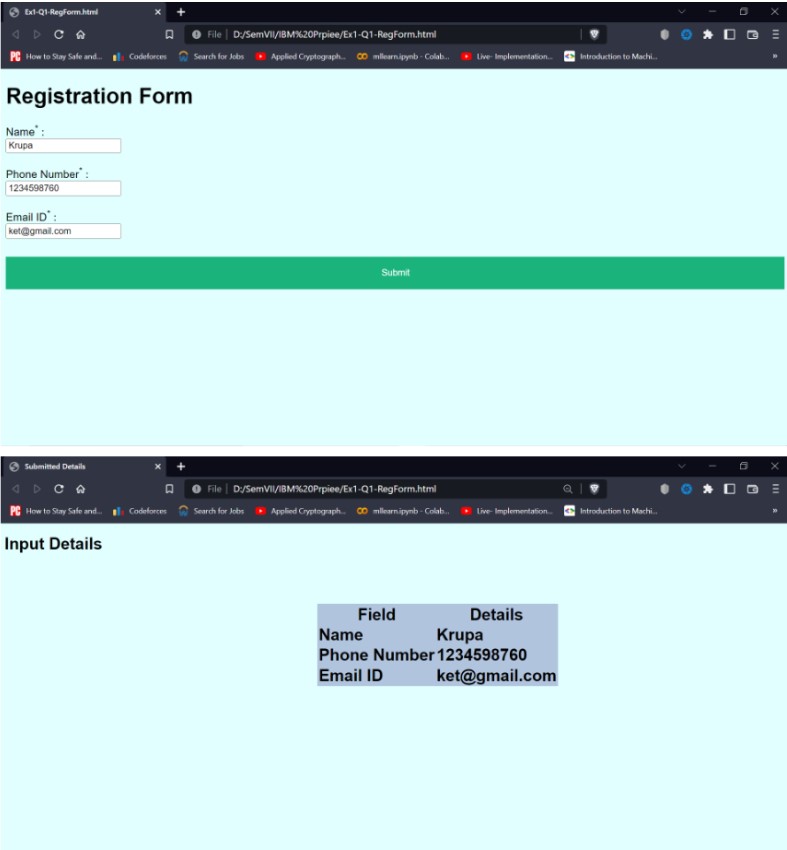 Ex1-Q1-RegForm.html
File | D:/SemVII/IBM%20Prpiee/Ex1-Q1-RegForm.html
PC How to Stay Safe and... Codeforces Search for Jobs Applied Cryptograph... CO mllearn.ipynb - Colab... Live- Implementation... Introduction to Machi... »
Registration Form
Name* :
Krupa
Phone Number* :
1234598760
Email ID* :
ket@gmail.com
Submit
Submitted Details
File | D:/SemVII/IBM%20Prpiee/Ex1-Q1-RegForm.html
PC How to Stay Safe and... Codeforces Search for Jobs Applied Cryptograph... CO mllearn.ipynb - Colab... Live- Implementation... Introduction to Machi... »
Input Details
Field Details
Name Krupa
Phone Number 1234598760
Email ID ket@gmail.com